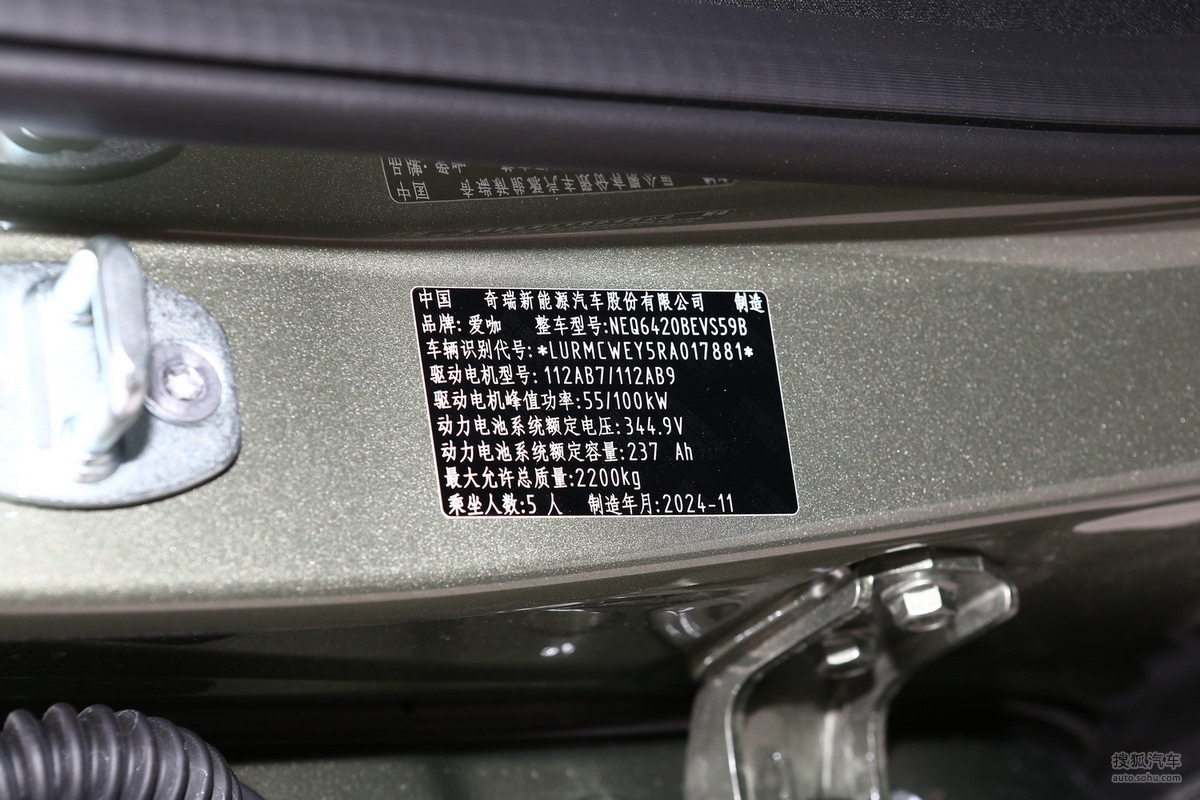 中国 奇瑞新能源汽车股份有限公司 制造
品牌:爱咖 整车型号:NEQ6420BEVS59B
车辆识别代号:*LURMCWEY5RA017881*
驱动电机型号:112AB7/112AB9
驱动电机峰值功率:55/100kW
动力电池系统额定电压:344.9V
动力电池系统额定容量:237 Ah
最大允许总质量:2200kg
乘坐人数:5 人 制造年月:2024-11
搜狐汽车
auto.sohu.com